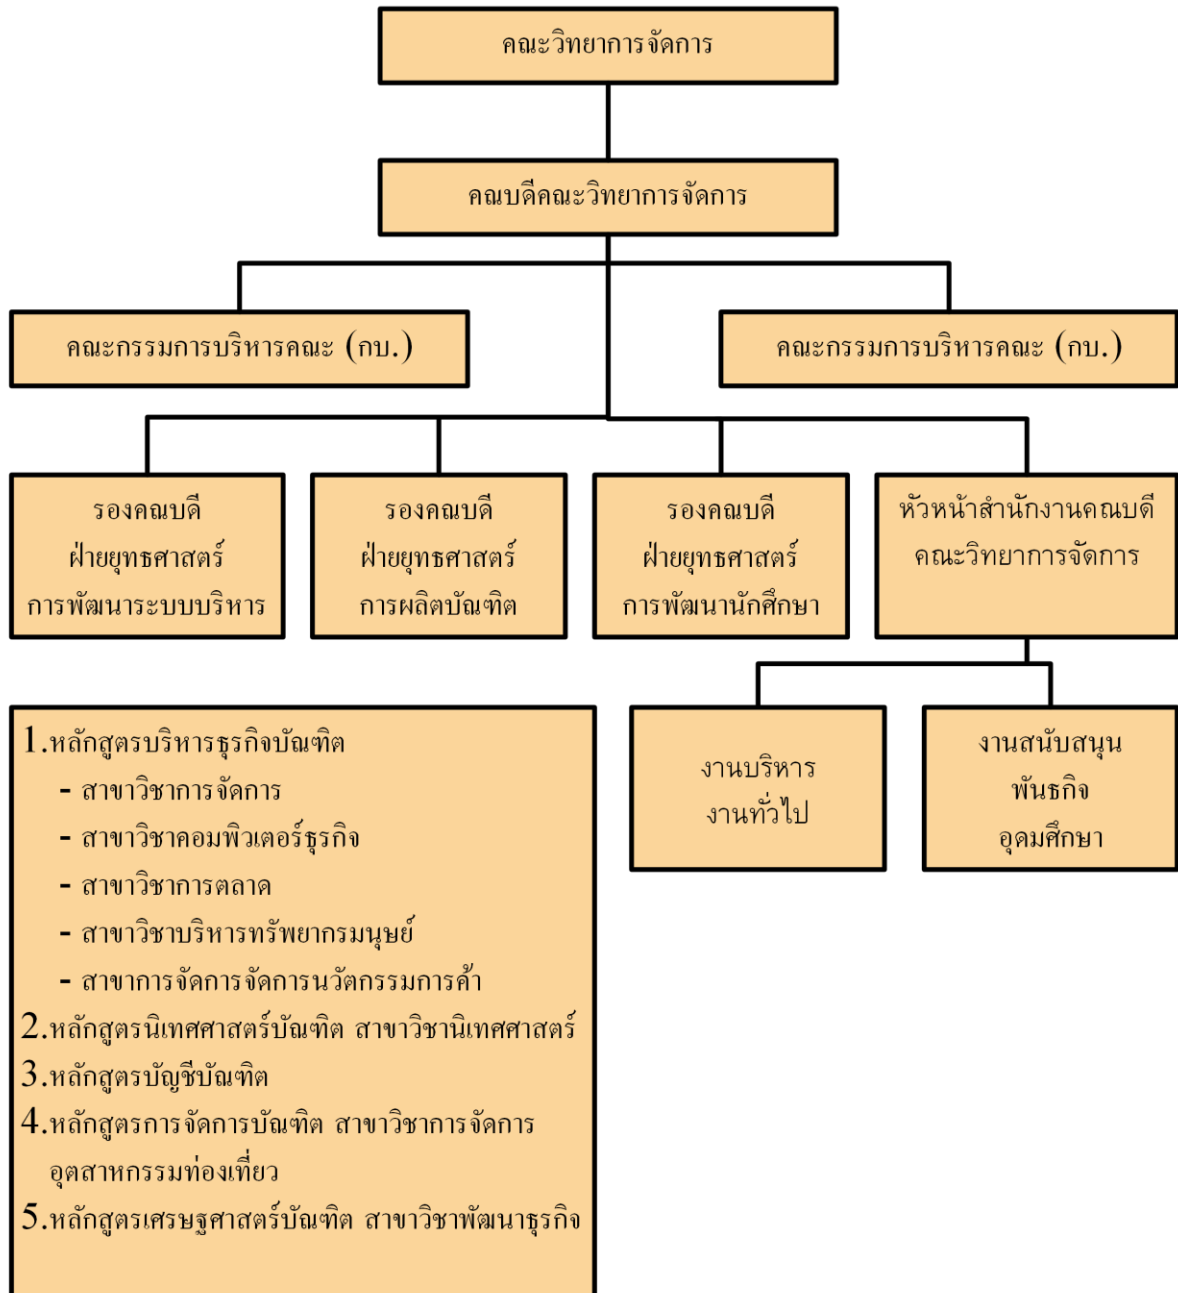 คณะวิทยาการจัดการ
คณบดีคณะวิทยาการจัดการ
คณะกรรมการบริหารคณะ (กบ.)
คณะกรรมการบริหารคณะ (กบ.)
รองคณบดี
ฝ่ายยุทธศาสตร์
การพัฒนาระบบบริหาร
รองคณบดี
ฝ่ายยุทธศาสตร์
การผลิตบัณฑิต
รองคณบดี
ฝ่ายยุทธศาสตร์
การพัฒนานักศึกษา
หัวหน้าสำนักงานคณบดี
คณะวิทยาการจัดการ
1.หลักสูตรบริหารธุรกิจบัณฑิต
- สาขาวิชาการจัดการ
- สาขาวิชาคอมพิวเตอร์ธุรกิจ
- สาขาวิชาการตลาด
- สาขาวิชาบริหารทรัพยากรมนุษย์
- สาขาการจัดการจัดการนวัตกรรมการค้า
2.หลักสูตรนิเทศศาสตร์บัณฑิต สาขาวิชานิเทศศาสตร์
3.หลักสูตรบัญชีบัณฑิต
4.หลักสูตรการจัดการบัณฑิต สาขาวิชาการจัดการ
อุตสาหกรรมท่องเที่ยว
5.หลักสูตรเศรษฐศาสตร์บัณฑิต สาขาวิชาพัฒนาธุรกิจ
งานบริหาร
งานทั่วไป
งานสนับสนุน
พันธกิจ
อุดมศึกษา